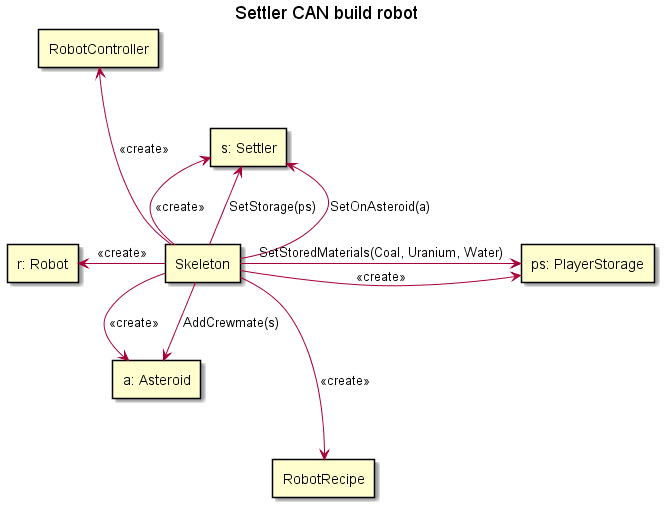 Settler CAN build robot
RobotController
«create»
s: Settler
«create»
SetStorage(ps)
SetOnAsteroid(a)
«create»
SetStoredMaterials(Coal, Uranium, Water)
r: Robot
Skeleton
ps: PlayerStorage
«create»
«create»
AddCrewmate(s)
a: Asteroid
«create»
RobotRecipe